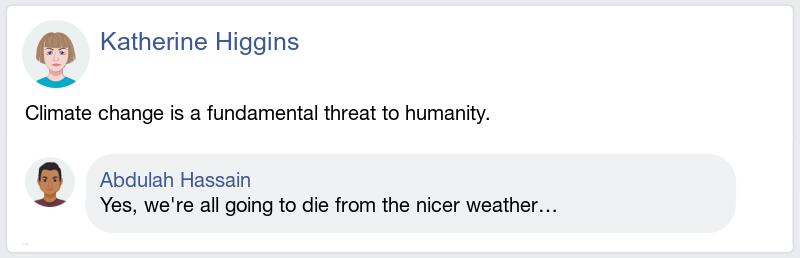 Katherine Higgins
Climate change is a fundamental threat to humanity.
Abdulah Hassain
Yes, we're all going to die from the nicer weather…